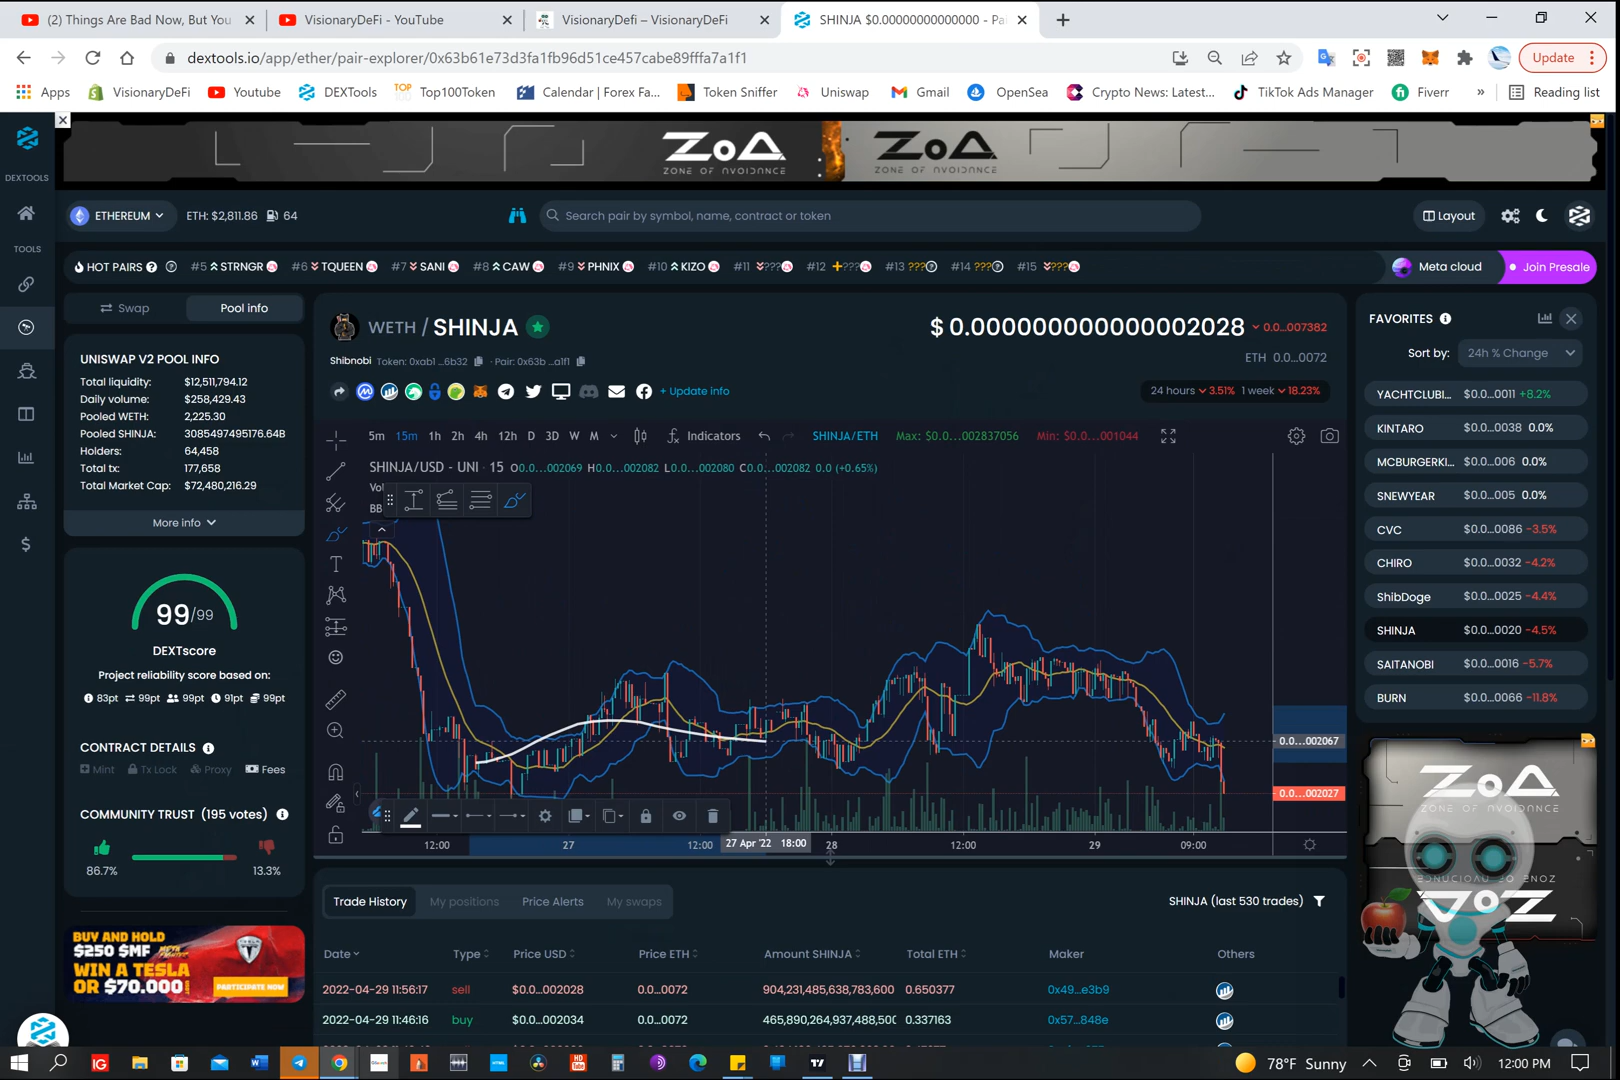 (2) Things Are Bad Now, But You
VisionaryDeFi - YouTube
VisionaryDefi – VisionaryDeFi
SHINJA $0.00000000000000 - Pa
dextools.io/app/ether/pair-explorer/0x63b61e73d3fa1fb96d51ce457cabe89fffa7a1f1
Update
Apps
VisionaryDeFi
Youtube
DEXTools
TOP
100
Top100Token
Calendar | Forex Fa...
Token Sniffer
Uniswap
Gmail
OpenSea
Crypto News: Latest...
TikTok Ads Manager
Fiverr
»
Reading list
ZOA
ZONE OF AVOIDANCE
ZOA
ZONE OF AVOIDANCE
DEXTOOLS
ETHEREUM
ETH: $2,811.86
64
Search pair by symbol, name, contract or token
Layout
TOOLS
HOT PAIRS
#5 STRNGR
#6 TQUEEN
#7 SANI
#8 CAW
#9 PHNIX
#10 KIZO
#11 ???
#12 ???
#13 ???
#14 ???
#15 ???
Meta cloud
Join Presale
Swap
Pool info
UNISWAP V2 POOL INFO
Total liquidity: $12,511,794.12
Daily volume: $258,429.43
Pooled WETH: 2,225.30
Pooled SHINJA: 3085497495176.64B
Holders: 64,458
Total tx: 177,658
Total Market Cap: $72,480,216.29
More info
99/99
DEXTscore
Project reliability score based on:
83pt 99pt 99pt 91pt 99pt
CONTRACT DETAILS
Mint Tx Lock Proxy Fees
COMMUNITY TRUST (195 votes)
86.7% 13.3%
BUY AND HOLD
$250 $MF
WIN A TESLA
OR $70.000
PARTICIPATE NOW
WETH / SHINJA
$ 0.000000000000002028
0.0...007382
ETH 0.0...0072
Shibnobi Token: 0xab1 ...6b32 - Pair: 0x63b ...a1f1
+ Update info
24 hours 3.51% 1 week 18.23%
5m 15m 1h 2h 4h 12h D 3D W M
Indicators
SHINJA/ETH
Max: $0.0...002837056
Min: $0.0...001044
SHINJA/USD - UNI · 15 O0.0...002069 H0.0...002082 L0.0...002080 C0.0...002082 0.0 (+0.65%)
Vol
BB
0.0...002067
0.0...002027
12:00 27 12:00 27 Apr '22 18:00 28 12:00 29 09:00
Trade History
My positions
Price Alerts
My swaps
SHINJA (last 530 trades)
Date Type Price USD Price ETH Amount SHINJA Total ETH Maker Others
2022-04-29 11:56:17 sell $0.0...002028 0.0...0072 904,231,485,638,783,600 0.650377 0x49...e3b9
2022-04-29 11:46:16 buy $0.0...002034 0.0...0072 465,890,264,937,488,50 0.337163 0x57...848e
FAVORITES
Sort by: 24h % Change
YACHTCLUBI... $0.0...0011 +8.2%
KINTARO $0.0...0038 0.0%
MCBURGERKI... $0.0...006 0.0%
SNEWYEAR $0.0...005 0.0%
CVC $0.0...0086 -3.5%
CHIRO $0.0...0032 -4.2%
ShibDoge $0.0...0025 -4.4%
SHINJA $0.0...0020 -4.5%
SAITANOBI $0.0...0016 -5.7%
BURN $0.0...0066 -11.8%
ZOA
ZONE OF AVOIDANCE
78°F Sunny
12:00 PM